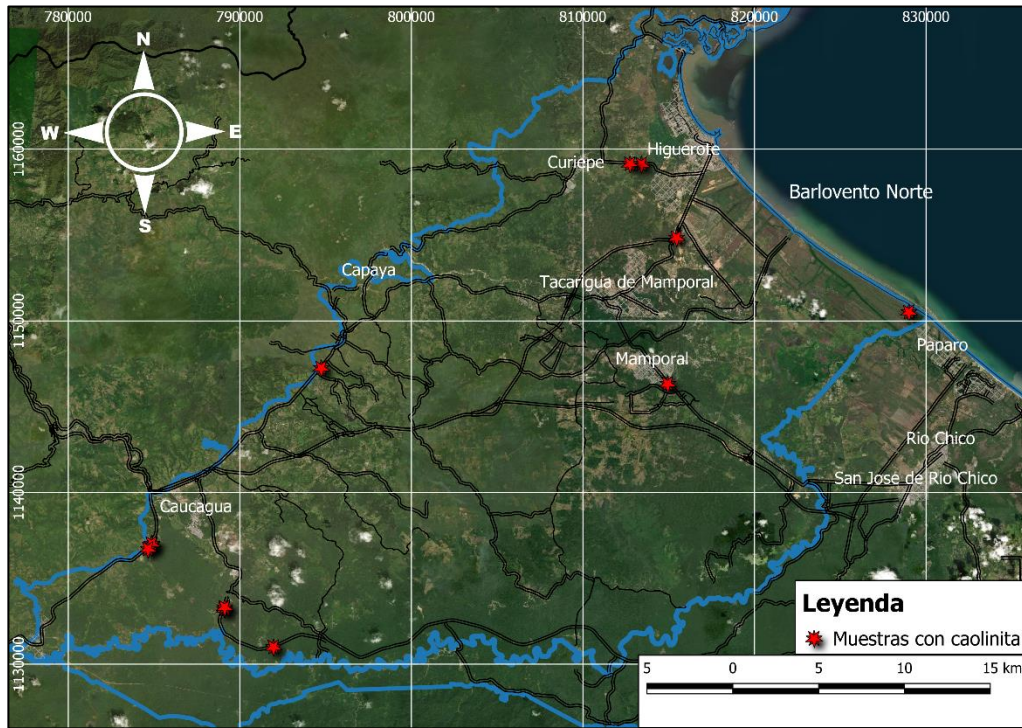 780000
790000
800000
810000
820000
830000
N
W
E
S
1160000
1150000
1140000
1130000
Curiepe
Higuerote
Barlovento Norte
Capaya
Tacarigua de Mamporal
Mamporal
Paparo
Rio Chico
San José de Rio Chico
Caucagua
Leyenda
Muestras con caolinita
5 0 5 10 15 km